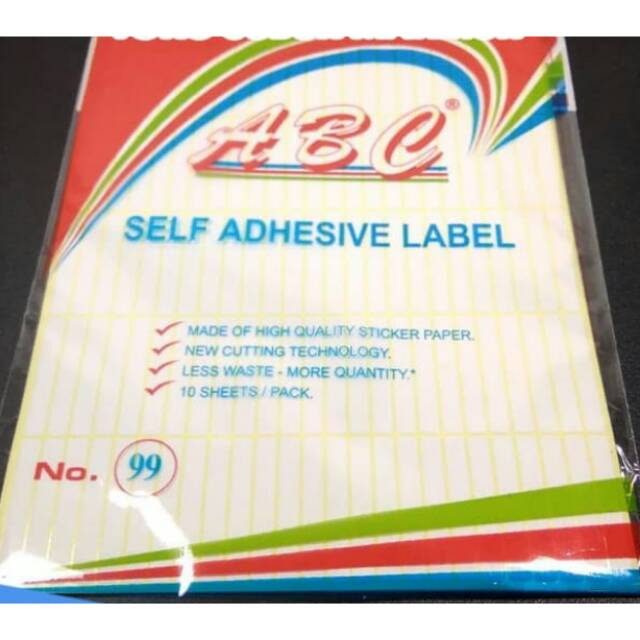 ABC®
SELF ADHESIVE LABEL
MADE OF HIGH QUALITY STICKER PAPER.
NEW CUTTING TECHNOLOGY.
LESS WASTE - MORE QUANTITY.*
10 SHEETS / PACK.
No. 99